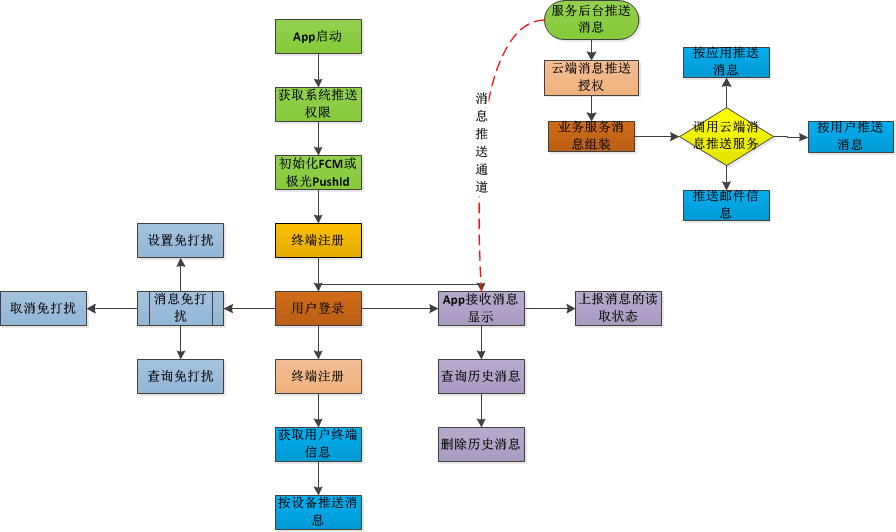 App启动
获取系统推送
权限
初始化FCM或
极光PushId
终端注册
服务后台推送
消息
云端消息推送
授权
业务服务消
息组装
调用云端消
息推送服务
按应用推送
消息
按用户推送
消息
推送邮件信
息
消息推送通道
设置免打扰
取消免打扰
消息免打
扰
查询免打扰
用户登录
App接收消息
显示
上报消息的读
取状态
终端注册
查询历史消息
获取用户终端
信息
删除历史消息
按设备推送消
息